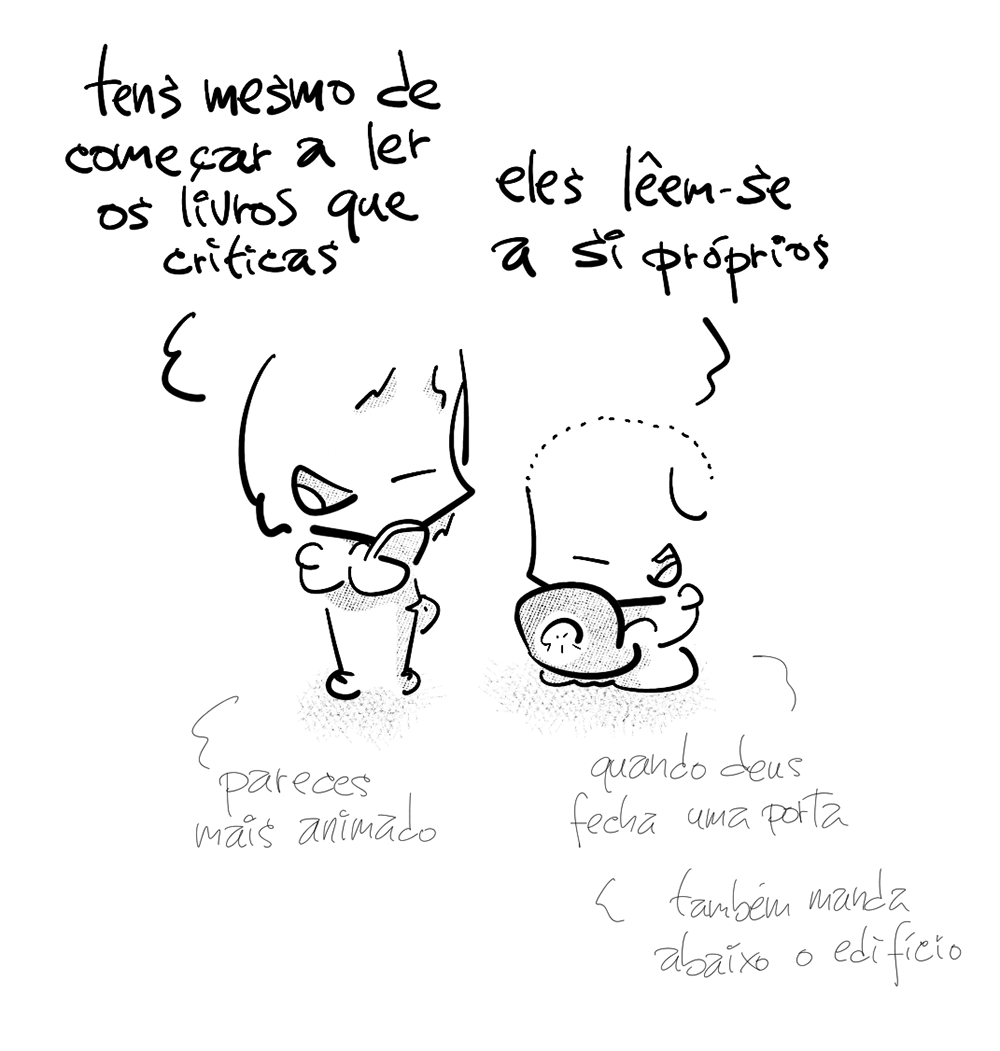 tens mesmo de
começar a ler
os livros que
criticas
eles lêem-se
a si próprios
pareces
mais animado
quando deus
fecha uma porta
também manda
abaixo o edifício